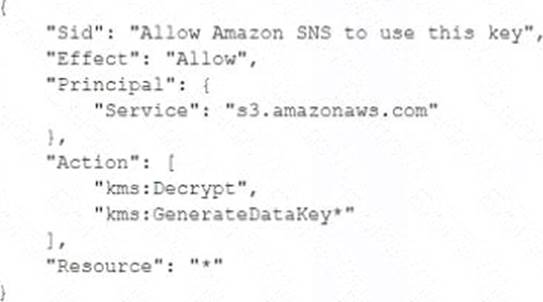 {
"Sid": "Allow Amazon SNS to use this key",
"Effect": "Allow",
"Principal": {
"Service": "s3.amazonaws.com"
},
"Action": [
"kms:Decrypt",
"kms:GenerateDataKey*"
],
"Resource": "*"
}